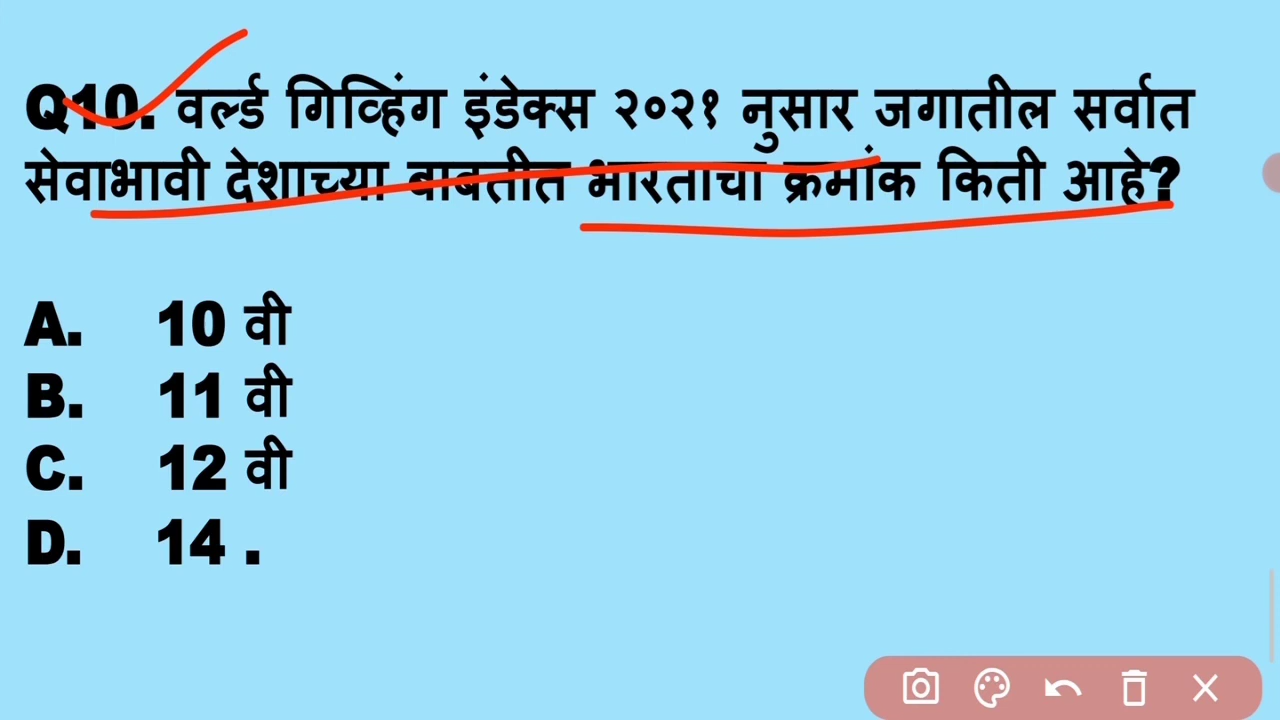 Q10. वर्ल्ड गिव्हिंग इंडेक्स २०२१ नुसार जगातील सर्वात
सेवाभावी देशाच्या बाबतीत भारताचा क्रमांक किती आहे?
A. 10 वी
B. 11 वी
C. 12 वी
D. 14 .